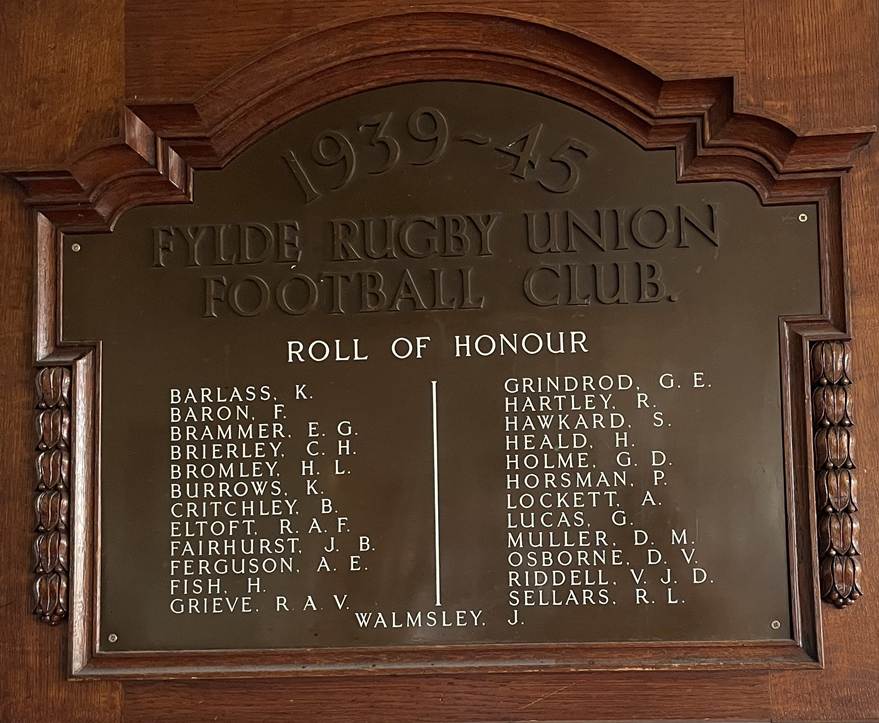 1939-45
FYLDE RUGBY UNION
FOOTBALL CLUB.
ROLL OF HONOUR
BARLASS, K.
BARON, F.
BRAMMER. E. G.
BRIERLEY, C. H.
BROMLEY, H. L.
BURROWS, K.
CRITCHLEY, B.
ELTOFT, R. A. F.
FAIRHURST, J. B.
FERGUSON, A. E.
FISH, H.
GRIEVE, R. A. V.
GRINDROD, G. E.
HARTLEY, R.
HAWKARD, S.
HEALD, H.
HOLME, G. D.
HORSMAN, P.
LOCKETT, A.
LUCAS, G.
MULLER, D. M.
OSBORNE, D. V.
RIDDELL, V. J. D.
SELLARS, R. L.
WALMSLEY, J.